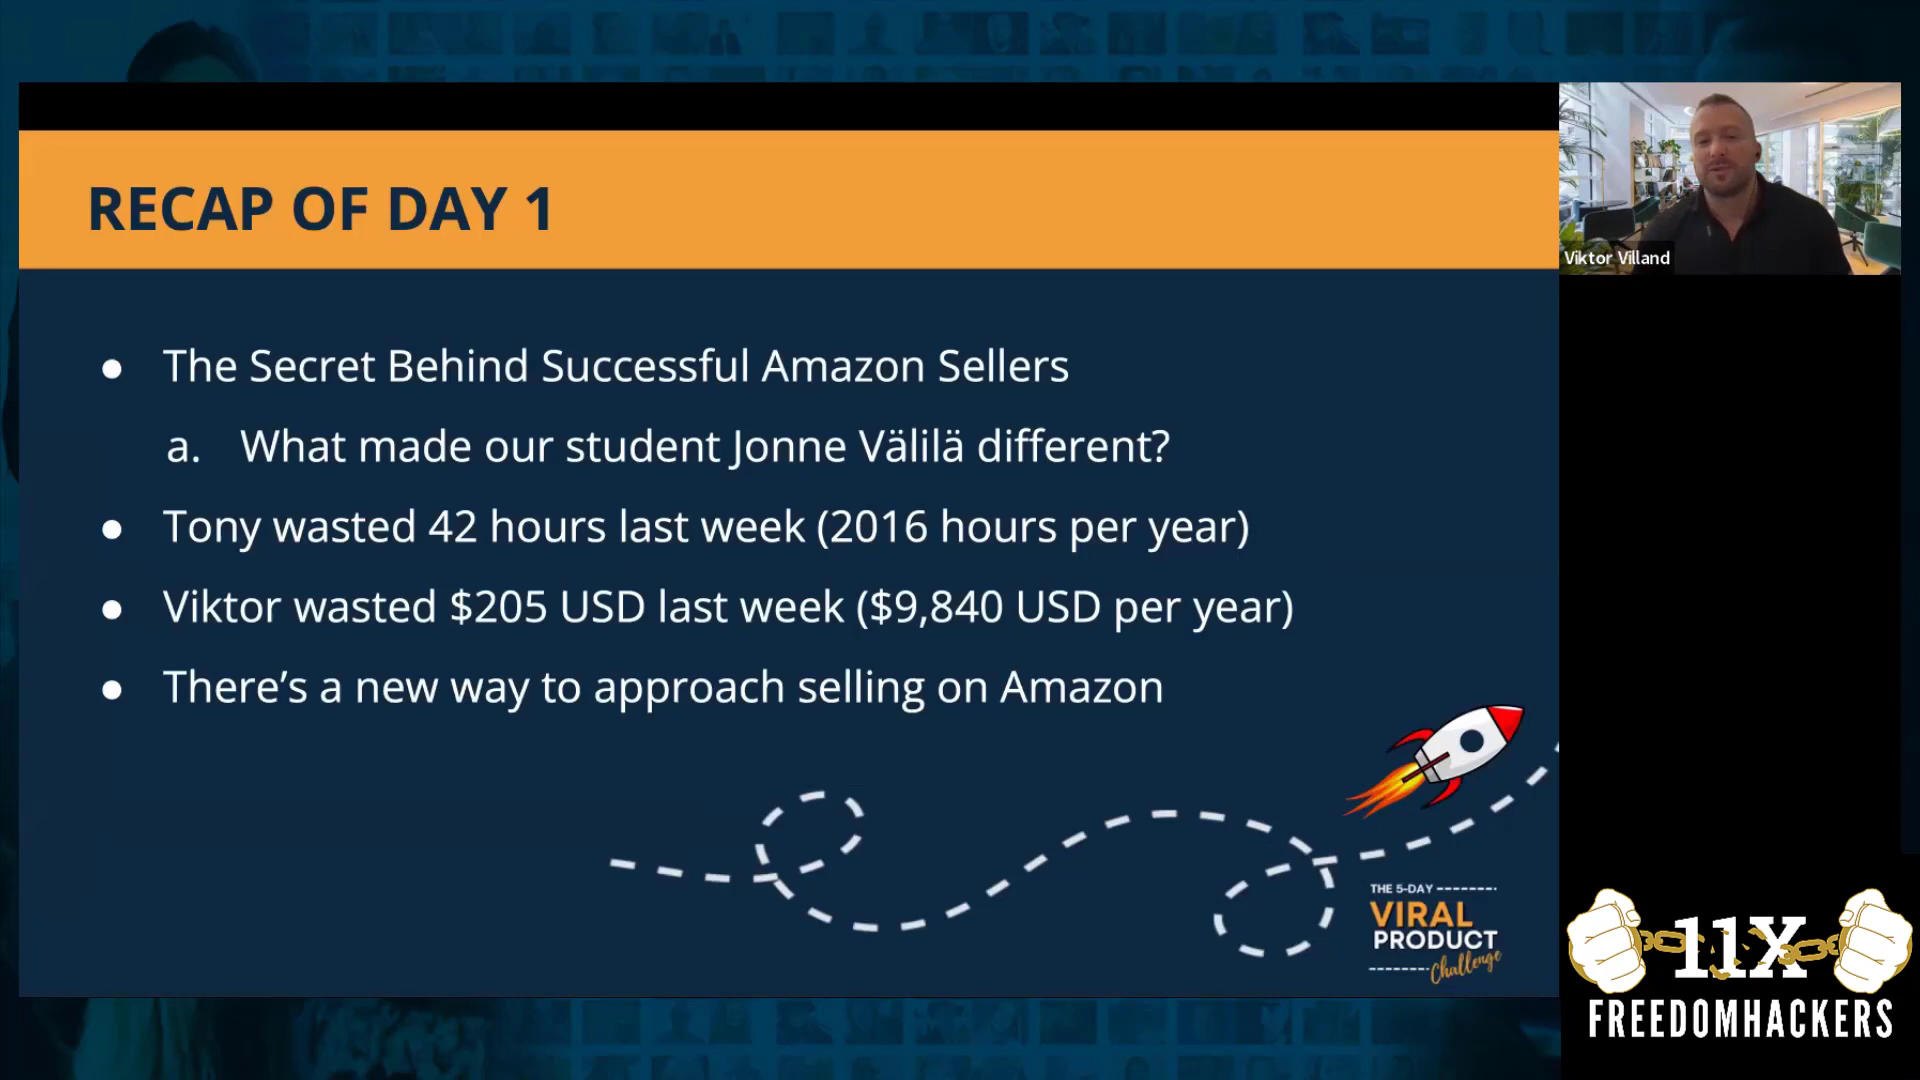 RECAP OF DAY 1
● The Secret Behind Successful Amazon Sellers
a. What made our student Jonne Välilä different?
● Tony wasted 42 hours last week (2016 hours per year)
● Viktor wasted $205 USD last week ($9,840 USD per year)
● There’s a new way to approach selling on Amazon
THE 5-DAY
VIRAL
PRODUCT
Challenge
Viktor Villand
11X
FREEDOMHACKERS